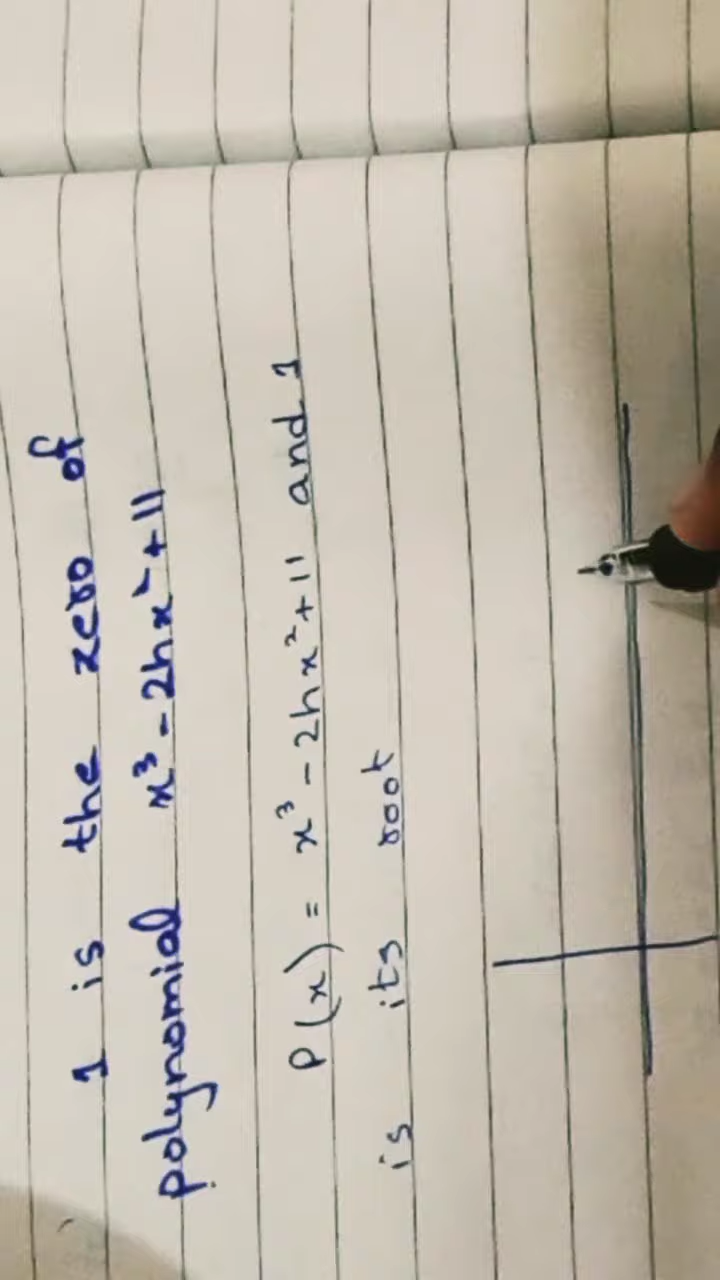 1 is the zero of
polynomial x³ - 2hx² + 11
P(x) = x³ - 2hx² + 11 and 1
is its root